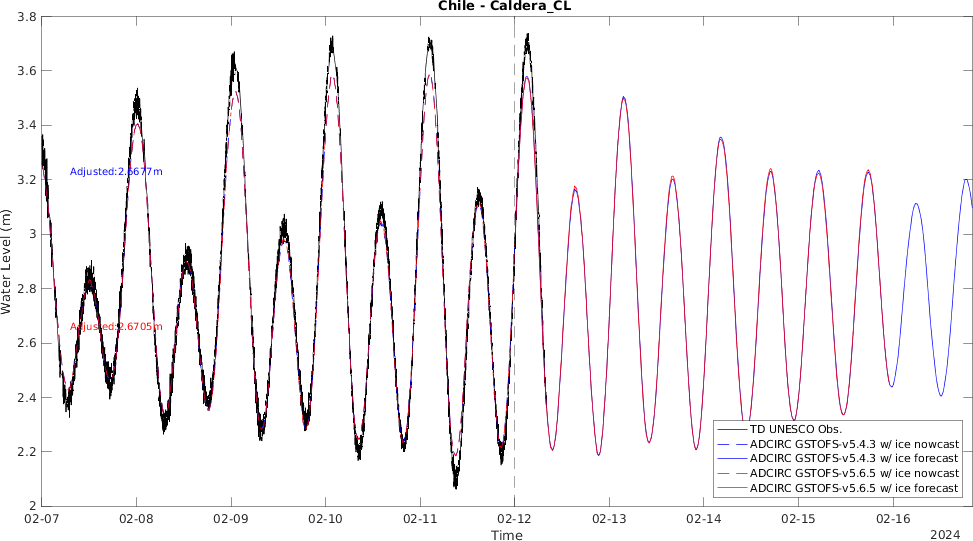 Chile - Caldera_CL
3.8
3.6
3.4
3.2
3
2.8
2.6
2.4
2.2
2
Water Level (m)
Adjusted:2.6677m
Adjusted:2.6705m
TD UNESCO Obs.
ADCIRC GSTOFS-v5.4.3 w/ ice nowcast
ADCIRC GSTOFS-v5.4.3 w/ ice forecast
ADCIRC GSTOFS-v5.6.5 w/ ice nowcast
ADCIRC GSTOFS-v5.6.5 w/ ice forecast
02-07 02-08 02-09 02-10 02-11 02-12 02-13 02-14 02-15 02-16
Time
2024